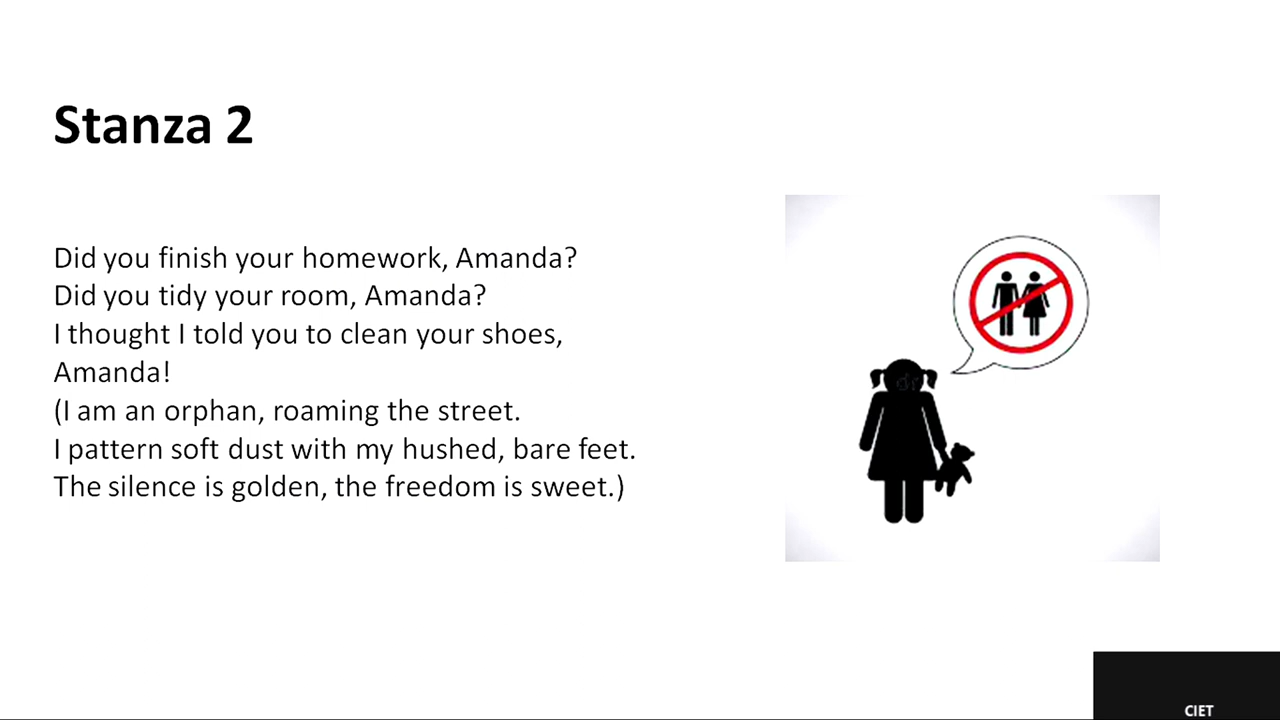 Stanza 2
Did you finish your homework, Amanda?
Did you tidy your room, Amanda?
I thought I told you to clean your shoes,
Amanda!
(I am an orphan, roaming the street.
I pattern soft dust with my hushed, bare feet.
The silence is golden, the freedom is sweet.)
CIET